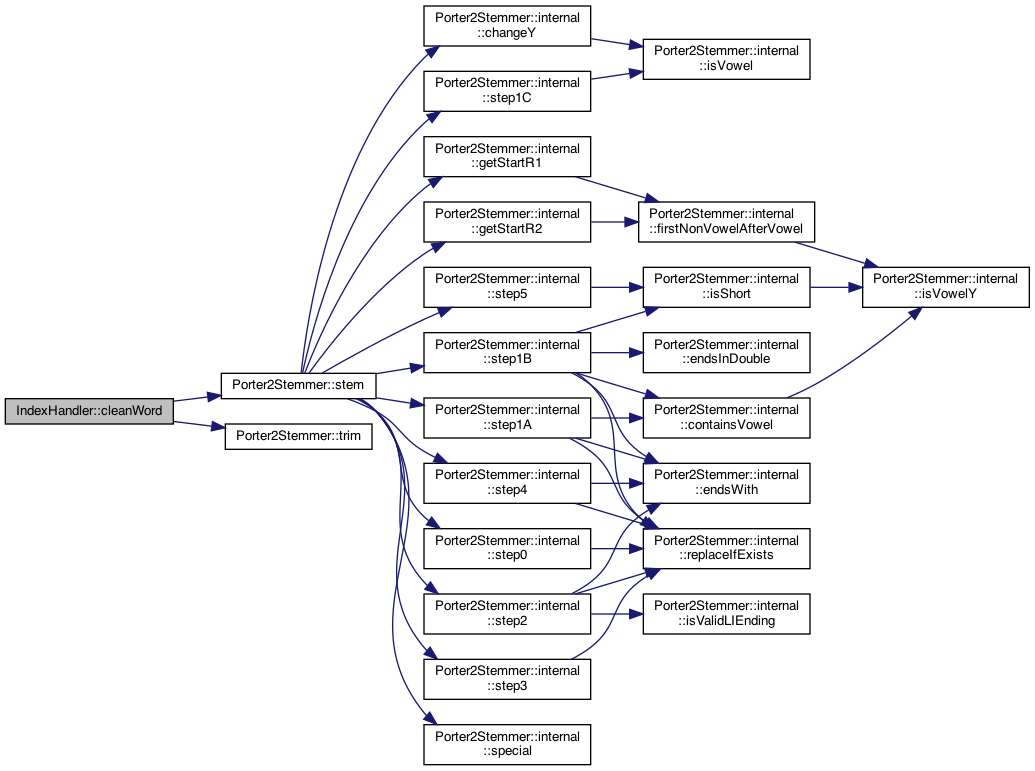 IndexHandler::cleanWord
Porter2Stemmer::stem
Porter2Stemmer::trim
Porter2Stemmer::internal
::changeY
Porter2Stemmer::internal
::step1C
Porter2Stemmer::internal
::getStartR1
Porter2Stemmer::internal
::getStartR2
Porter2Stemmer::internal
::step5
Porter2Stemmer::internal
::step1B
Porter2Stemmer::internal
::step1A
Porter2Stemmer::internal
::step4
Porter2Stemmer::internal
::step0
Porter2Stemmer::internal
::step2
Porter2Stemmer::internal
::step3
Porter2Stemmer::internal
::special
Porter2Stemmer::internal
::isVowel
Porter2Stemmer::internal
::firstNonVowelAfterVowel
Porter2Stemmer::internal
::isShort
Porter2Stemmer::internal
::endsInDouble
Porter2Stemmer::internal
::containsVowel
Porter2Stemmer::internal
::endsWith
Porter2Stemmer::internal
::replaceIfExists
Porter2Stemmer::internal
::isValidLIEnding
Porter2Stemmer::internal
::isVowelY